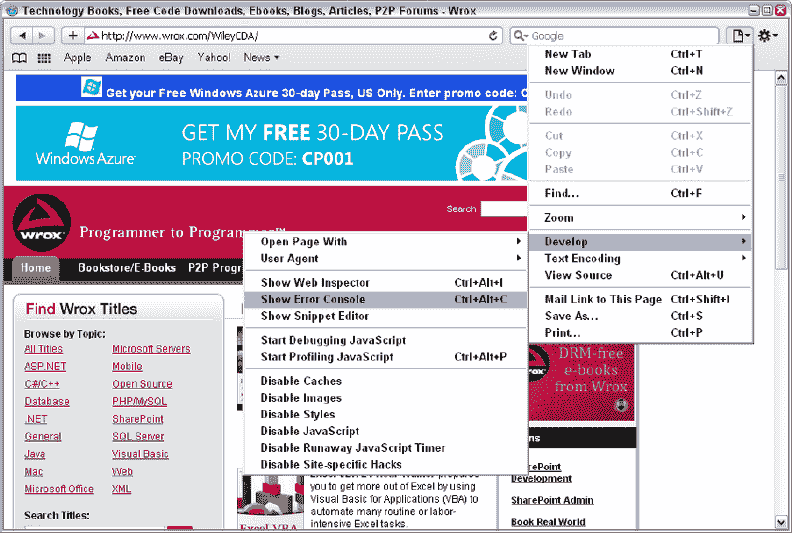 Technology Books, Free Code Downloads, Ebooks, Blogs, Articles, P2P Forums - Wrox
http://www.wrox.com/WileyCDA/
Google
Apple Amazon eBay Yahoo! News
New Tab Ctrl+T
New Window Ctrl+N
Undo Ctrl+Z
Redo Ctrl+Shift+Z
Cut Ctrl+X
Copy Ctrl+C
Paste Ctrl+V
Find... Ctrl+F
Zoom
Develop
Text Encoding
View Source Ctrl+Alt+U
Mail Link to This Page Ctrl+Shift+I
Save As... Ctrl+S
Print... Ctrl+P
Get your Free Windows Azure 30-day Pass, US Only. Enter promo code:
Windows Azure™
GET MY FREE 30-DAY PASS
PROMO CODE: CP001
wrox™
Programmer to Programmer™
Search
Home Bookstore/E-Books P2P
Open Page With
User Agent
Show Web Inspector Ctrl+Alt+I
Show Error Console Ctrl+Alt+C
Show Snippet Editor
Start Debugging JavaScript
Start Profiling JavaScript Ctrl+Alt+P
Disable Caches
Disable Images
Disable Styles
Disable JavaScript
Disable Runaway JavaScript Timer
Disable Site-specific Hacks
Find Wrox Titles
Browse by Topic:
All Titles Microsoft Servers
ASP.NET Mobile
C#/C++ Open Source
Database PHP/MySQL
.NET SharePoint
General SQL Server
Java Visual Basic
Mac Web
Microsoft Office XML
Search Titles:
you to get more out of Excel by using
Visual Basic for Applications (VBA) to
automate many routine or labor-
intensive Excel tasks.
Excel VBA
wrox
DRM-free
e-books
from Wrox
Development
SharePoint Admin
Book Real World